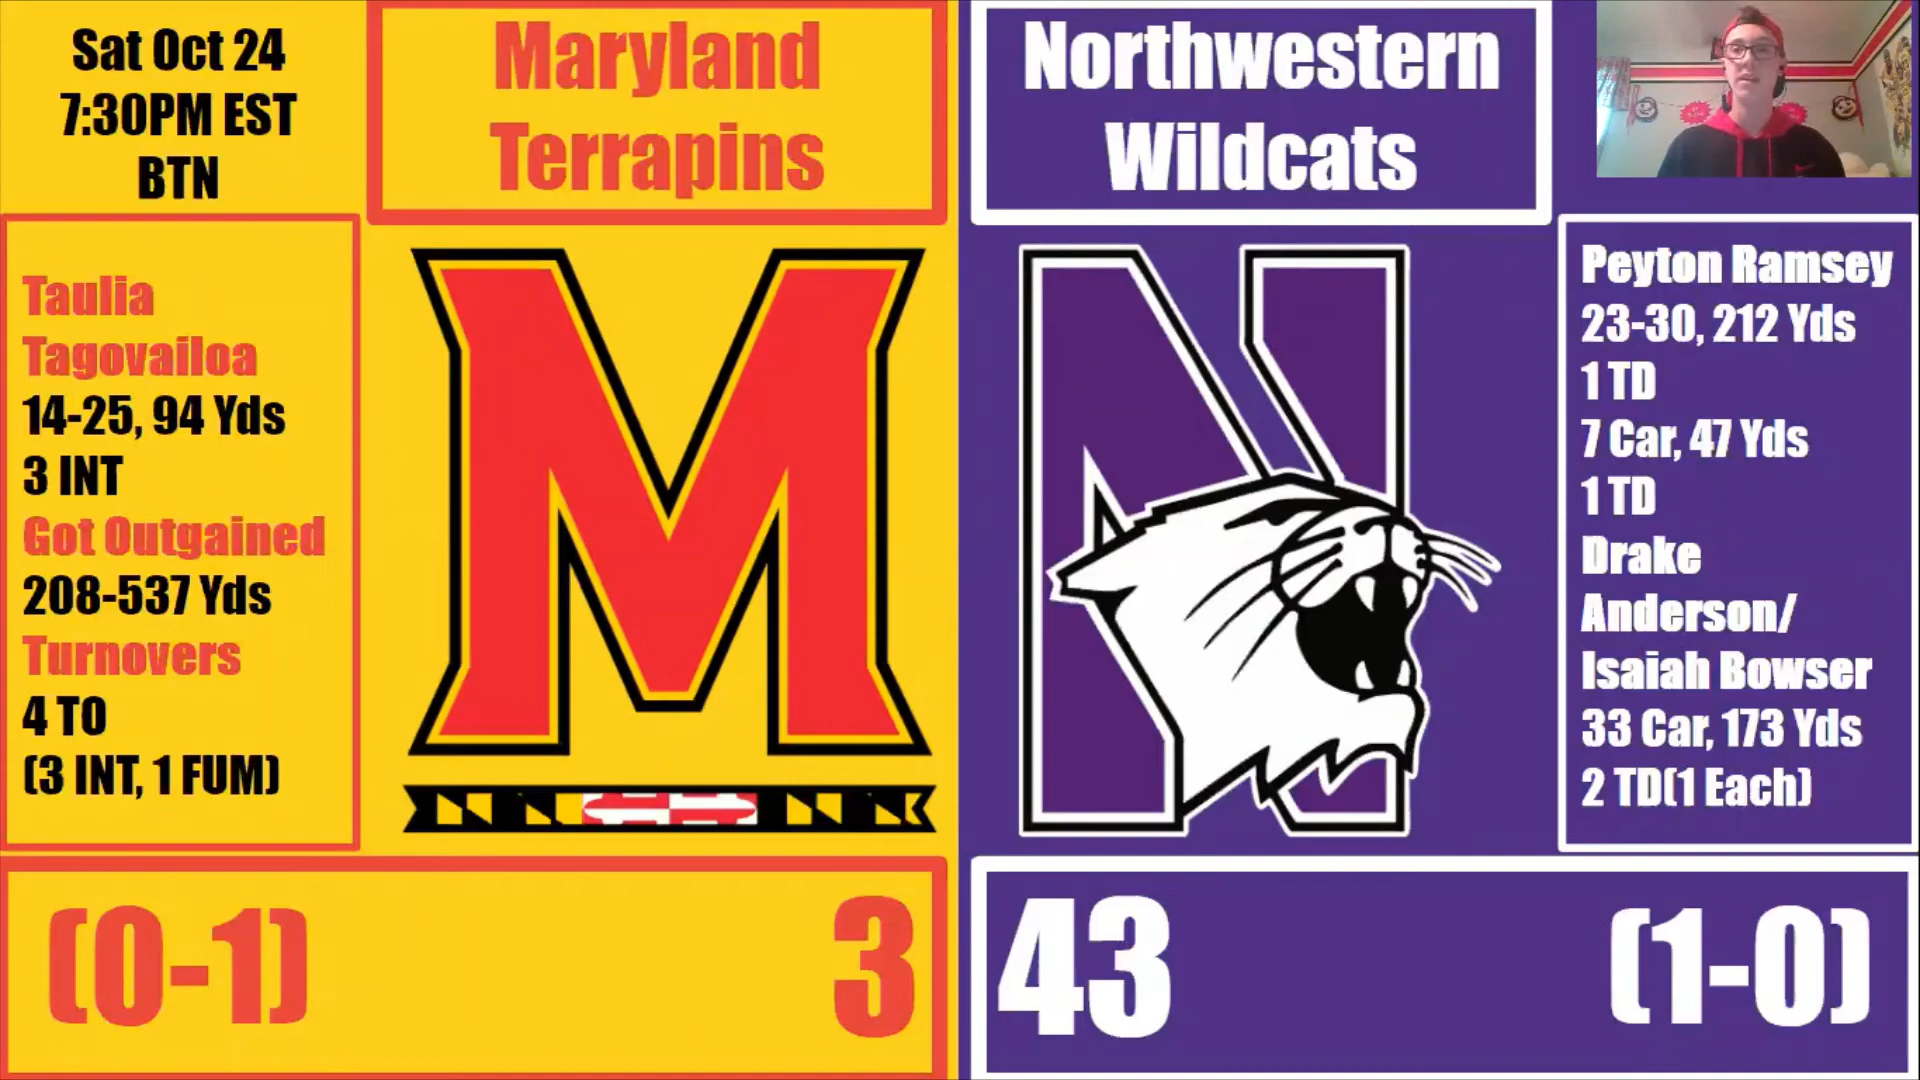 Sat Oct 24
7:30PM EST
BTN
Maryland
Terrapins
Northwestern
Wildcats
Taulia
Tagovailoa
14-25, 94 Yds
3 INT
Got Outgained
208-537 Yds
Turnovers
4 TO
(3 INT, 1 FUM)
M
N
Peyton Ramsey
23-30, 212 Yds
1 TD
7 Car, 47 Yds
1 TD
Drake
Anderson/
Isaiah Bowser
33 Car, 173 Yds
2 TD(1 Each)
(0-1)
3
43
(1-0)